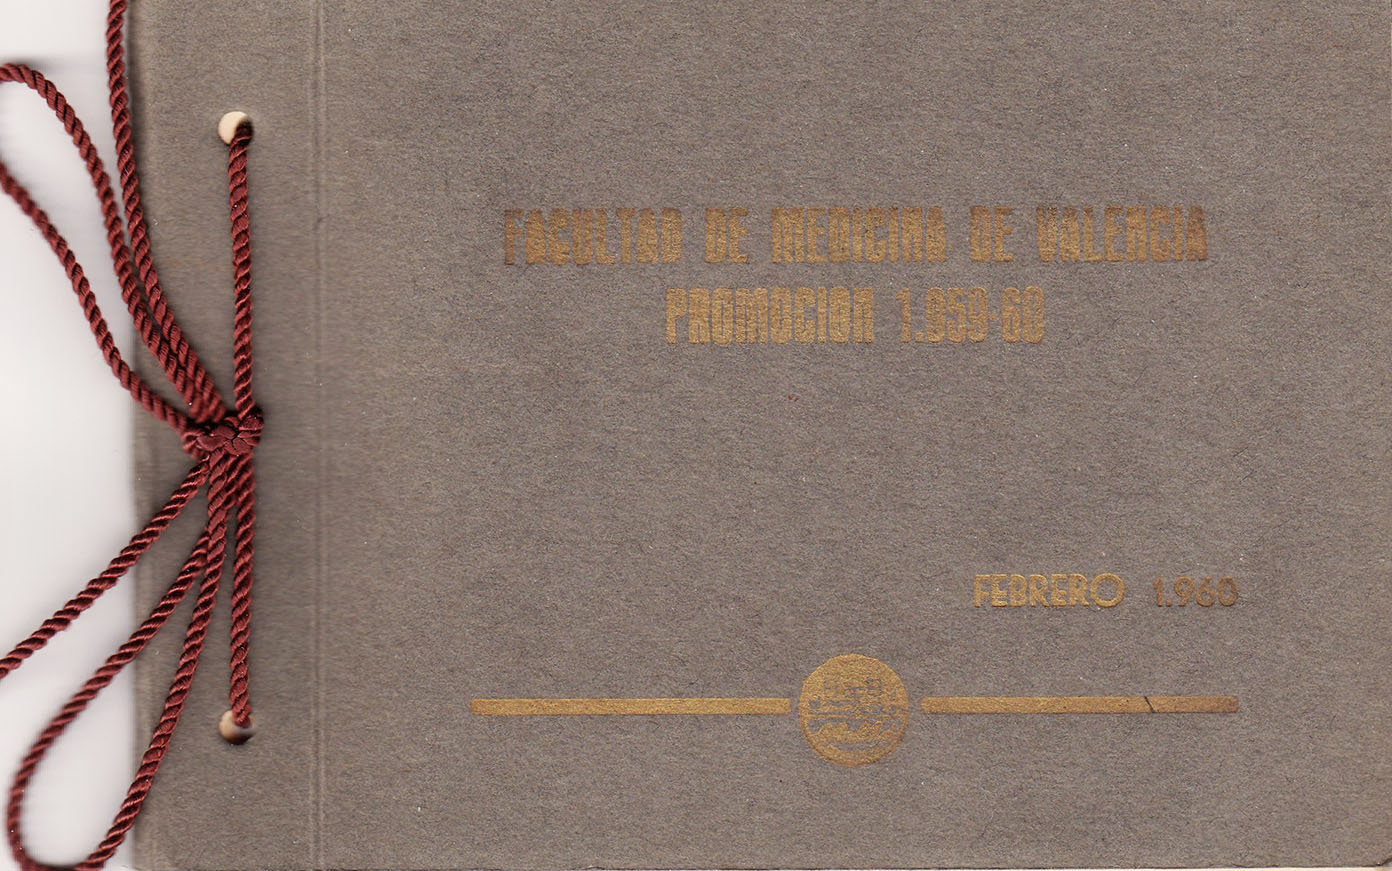 FACULTAD DE MEDICINA DE VALENCIA
PROMOCION 1.959-60
FEBRERO 1.960